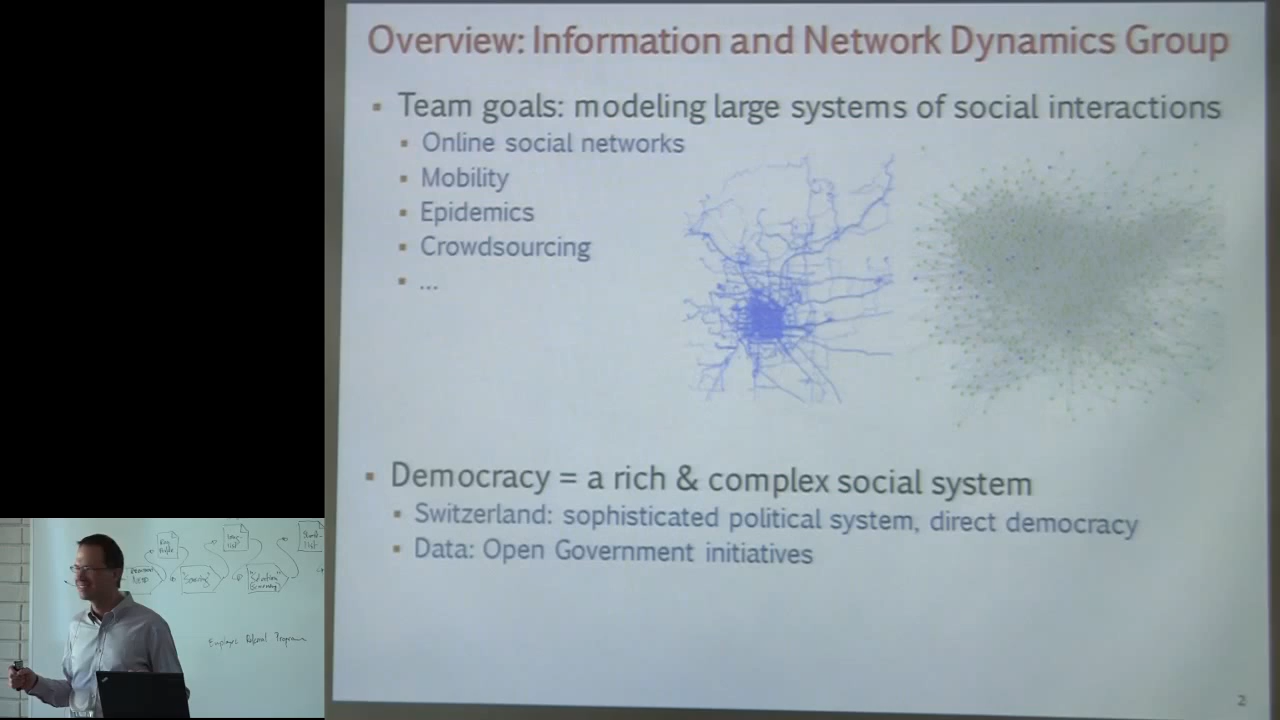 Overview: Information and Network Dynamics Group
▪ Team goals: modeling large systems of social interactions
▪ Online social networks
▪ Mobility
▪ Epidemics
▪ Crowdsourcing
▪ ...
▪ Democracy = a rich & complex social system
▪ Switzerland: sophisticated political system, direct democracy
▪ Data: Open Government initiatives
2
"Sourcing"
Employee Referral Program